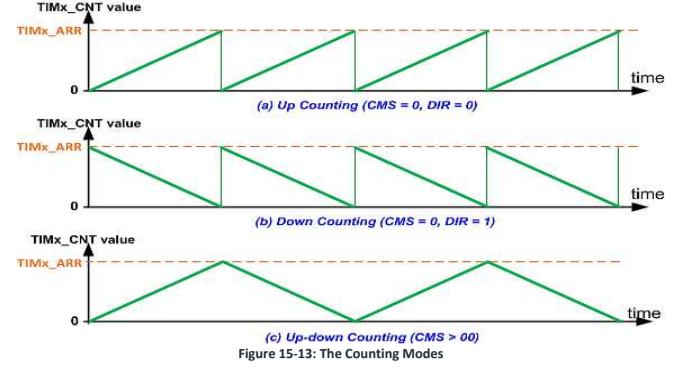 TIMx_CNT value
TIMx_ARR
0
time
(a) Up Counting (CMS = 0, DIR = 0)
TIMx_CNT value
TIMx_ARR
0
time
(b) Down Counting (CMS = 0, DIR = 1)
TIMx_CNT value
TIMx_ARR
0
time
(c) Up-down Counting (CMS > 00)
Figure 15-13: The Counting Modes